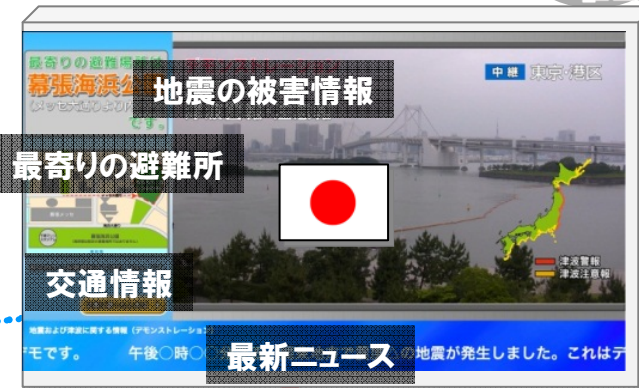 最寄りの避難場所は
幕張海浜公
です。
地震の被害情報
中継 東京・港区
最寄りの避難所
津波警報
津波注意報
交通情報
地震および津波に関する情報(デモンストレーション)
デモです。 午後○時○
の地震が発生しました。これはデ
最新ニュース